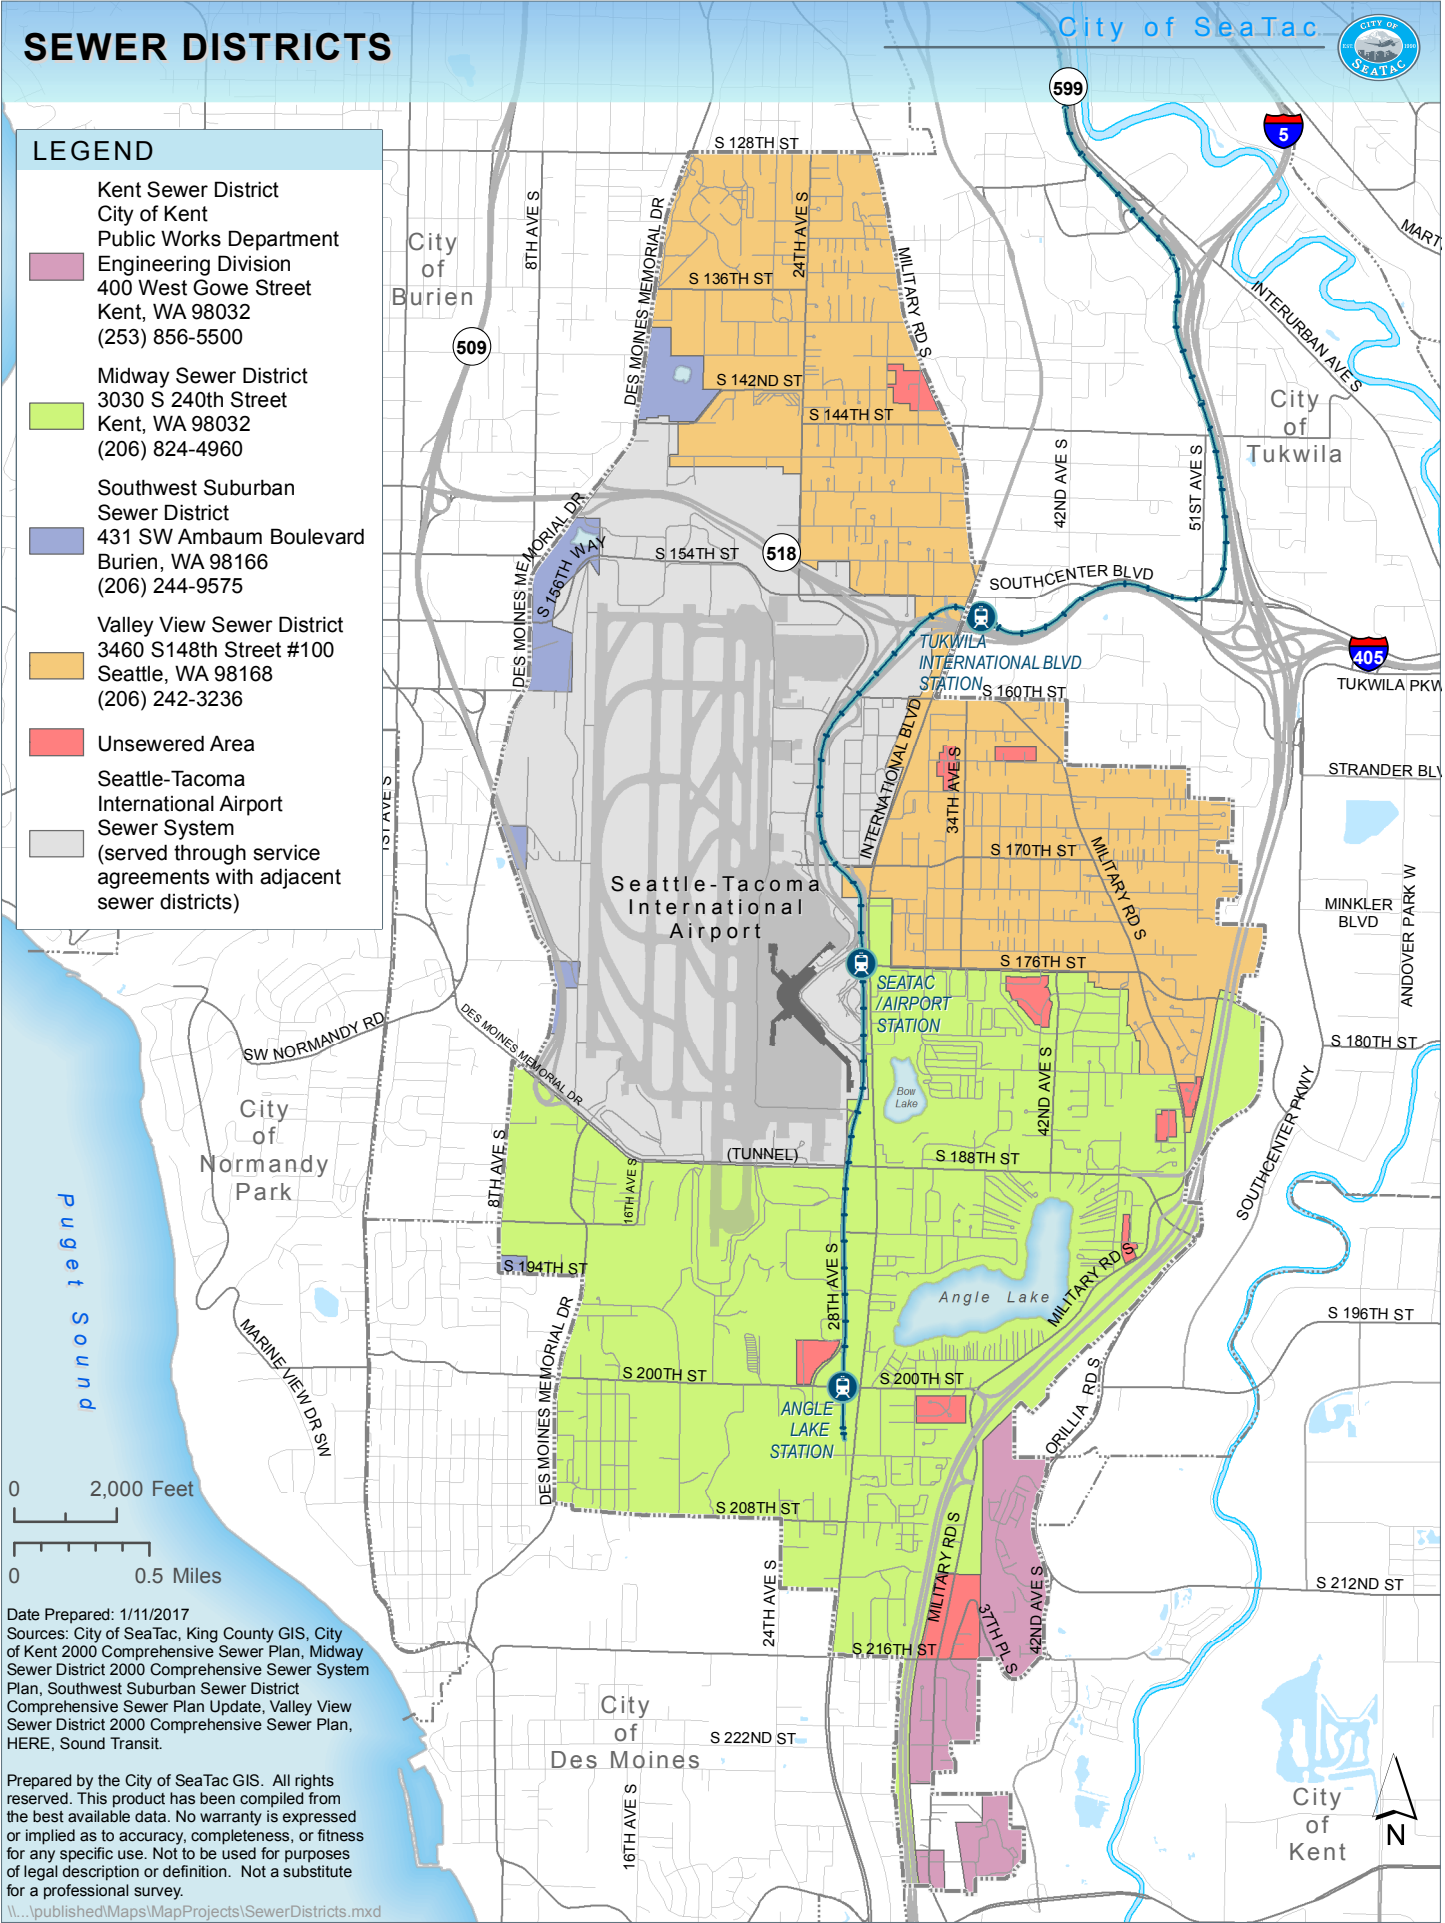 SEWER DISTRICTS
City of SeaTac
CITY OF
SEATAC
LEGEND
Kent Sewer District
City of Kent
Public Works Department
Engineering Division
400 West Gowe Street
Kent, WA 98032
(253) 856-5500
Midway Sewer District
3030 S 240th Street
Kent, WA 98032
(206) 824-4960
Southwest Suburban
Sewer District
431 SW Ambaum Boulevard
Burien, WA 98166
(206) 244-9575
Valley View Sewer District
3460 S148th Street #100
Seattle, WA 98168
(206) 242-3236
Unsewered Area
Seattle-Tacoma
International Airport
Sewer System
(served through service
agreements with adjacent
sewer districts)
599
5
S 128TH ST
8TH AVE S
DES MOINES MEMORIAL DR
24TH AVE S
MILITARY RD S
City
of
Burien
S 136TH ST
MART
INTERURBAN AVE S
509
S 142ND ST
S 144TH ST
City
of
Tukwila
42ND AVE S
51ST AVE S
DES MOINES MEMORIAL DR
S 156TH WAY
S 154TH ST
518
SOUTHCENTER BLVD
TUKWILA
INTERNATIONAL BLVD
STATION
S 160TH ST
405
TUKWILA PKW
INTERNATIONAL BLVD
34TH AVE S
STRANDER BLV
1ST AVE S
S 170TH ST
MILITARY RD S
Seattle-Tacoma
International
Airport
MINKLER
BLVD
ANDOVER PARK W
S 176TH ST
SEATAC
/AIRPORT
STATION
DES MOINES MEMORIAL DR
SW NORMANDY RD
S 180TH ST
Bow
Lake
42ND AVE S
SOUTHCENTER PKWY
City
of
Normandy
Park
8TH AVE S
16TH AVE S
(TUNNEL)
S 188TH ST
Puget Sound
S 194TH ST
28TH AVE S
MILITARY RD S
Angle Lake
DES MOINES MEMORIAL DR
S 196TH ST
MARINE VIEW DR SW
S 200TH ST
S 200TH ST
ORILLIA RD S
ANGLE
LAKE
STATION
0 2,000 Feet
0 0.5 Miles
S 208TH ST
24TH AVE S
MILITARY RD S
37TH PL S
42ND AVE S
S 212ND ST
S 216TH ST
Date Prepared: 1/11/2017
Sources: City of SeaTac, King County GIS, City
of Kent 2000 Comprehensive Sewer Plan, Midway
Sewer District 2000 Comprehensive Sewer System
Plan, Southwest Suburban Sewer District
Comprehensive Sewer Plan Update, Valley View
Sewer District 2000 Comprehensive Sewer Plan,
HERE, Sound Transit.
City
of
Des Moines
S 222ND ST
16TH AVE S
City
of
Kent
N
Prepared by the City of SeaTac GIS. All rights
reserved. This product has been compiled from
the best available data. No warranty is expressed
or implied as to accuracy, completeness, or fitness
for any specific use. Not to be used for purposes
of legal description or definition. Not a substitute
for a professional survey.
\\...\published\Maps\MapProjects\SewerDistricts.mxd